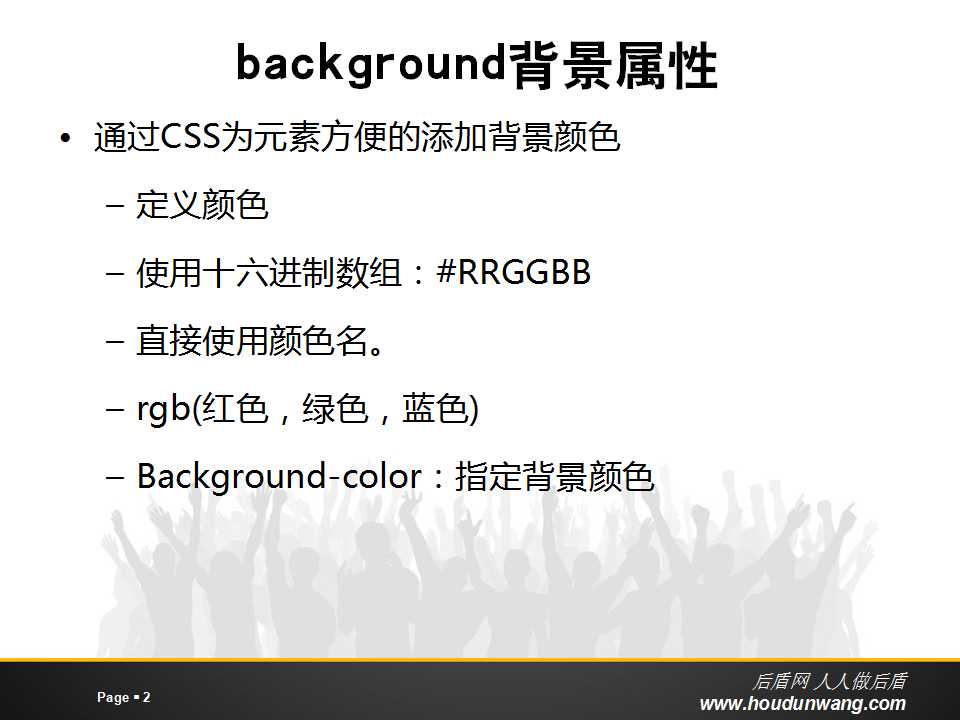 background背景属性
• 通过CSS为元素方便的添加背景颜色
– 定义颜色
– 使用十六进制数组：#RRGGBB
– 直接使用颜色名。
– rgb(红色，绿色，蓝色)
– Background-color：指定背景颜色
Page ▪ 2
后盾网 人人做后盾
www.houdunwang.com